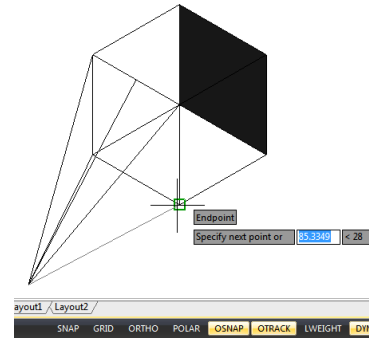 Endpoint
Specify next point or 85.3349 < 28
ayout1 Layout2
SNAP GRID ORTHO POLAR OSNAP OTRACK LWEIGHT DYN